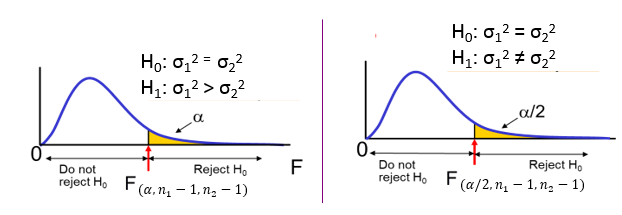 H₀: σ₁² = σ₂²
H₁: σ₁² > σ₂²
α
0
Do not
reject H₀
Reject H₀
F
F (α, n₁ − 1, n₂ − 1)
H₀: σ₁² = σ₂²
H₁: σ₁² ≠ σ₂²
α/2
0
Do not
reject H₀
Reject H₀
F (α/2, n₁ − 1, n₂ − 1)